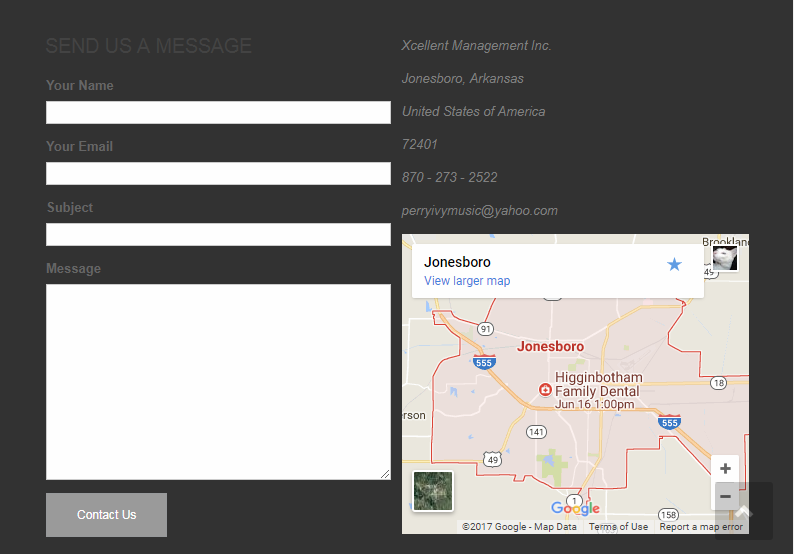 SEND US A MESSAGE
Your Name
Your Email
Subject
Message
Contact Us
Xcellent Management Inc.
Jonesboro, Arkansas
United States of America
72401
870 - 273 - 2522
perryivymusic@yahoo.com
Brooklan
Jonesboro
View larger map
49
91
Jonesboro
555
Higginbotham
Family Dental
Jun 16 1:00pm
18
erson
555
141
49
1
158
Google
©2017 Google - Map Data
Terms of Use
Report a map error